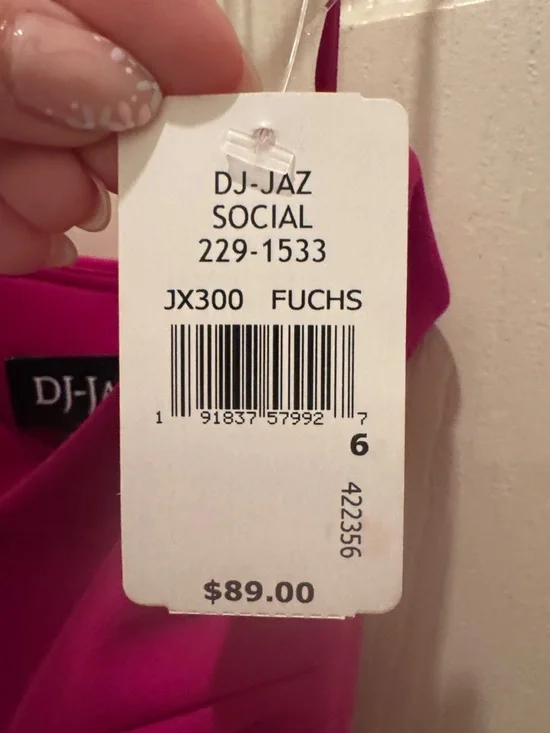 DJ-JAZ
SOCIAL
229-1533
JX300 FUCHS
1 91837 57992 7
6
422356
$89.00